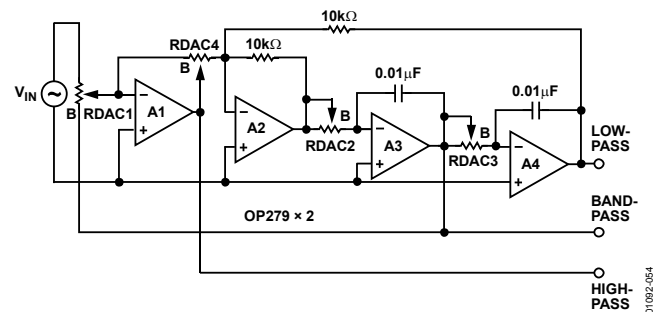 10kΩ
RDAC4
10kΩ
B
0.01µF
0.01µF
VIN
B
RDAC1
A1
A2
B
RDAC2
A3
B
RDAC3
A4
LOW-
PASS
OP279 × 2
BAND-
PASS
HIGH-
PASS
01092-054
− + − + − + − +